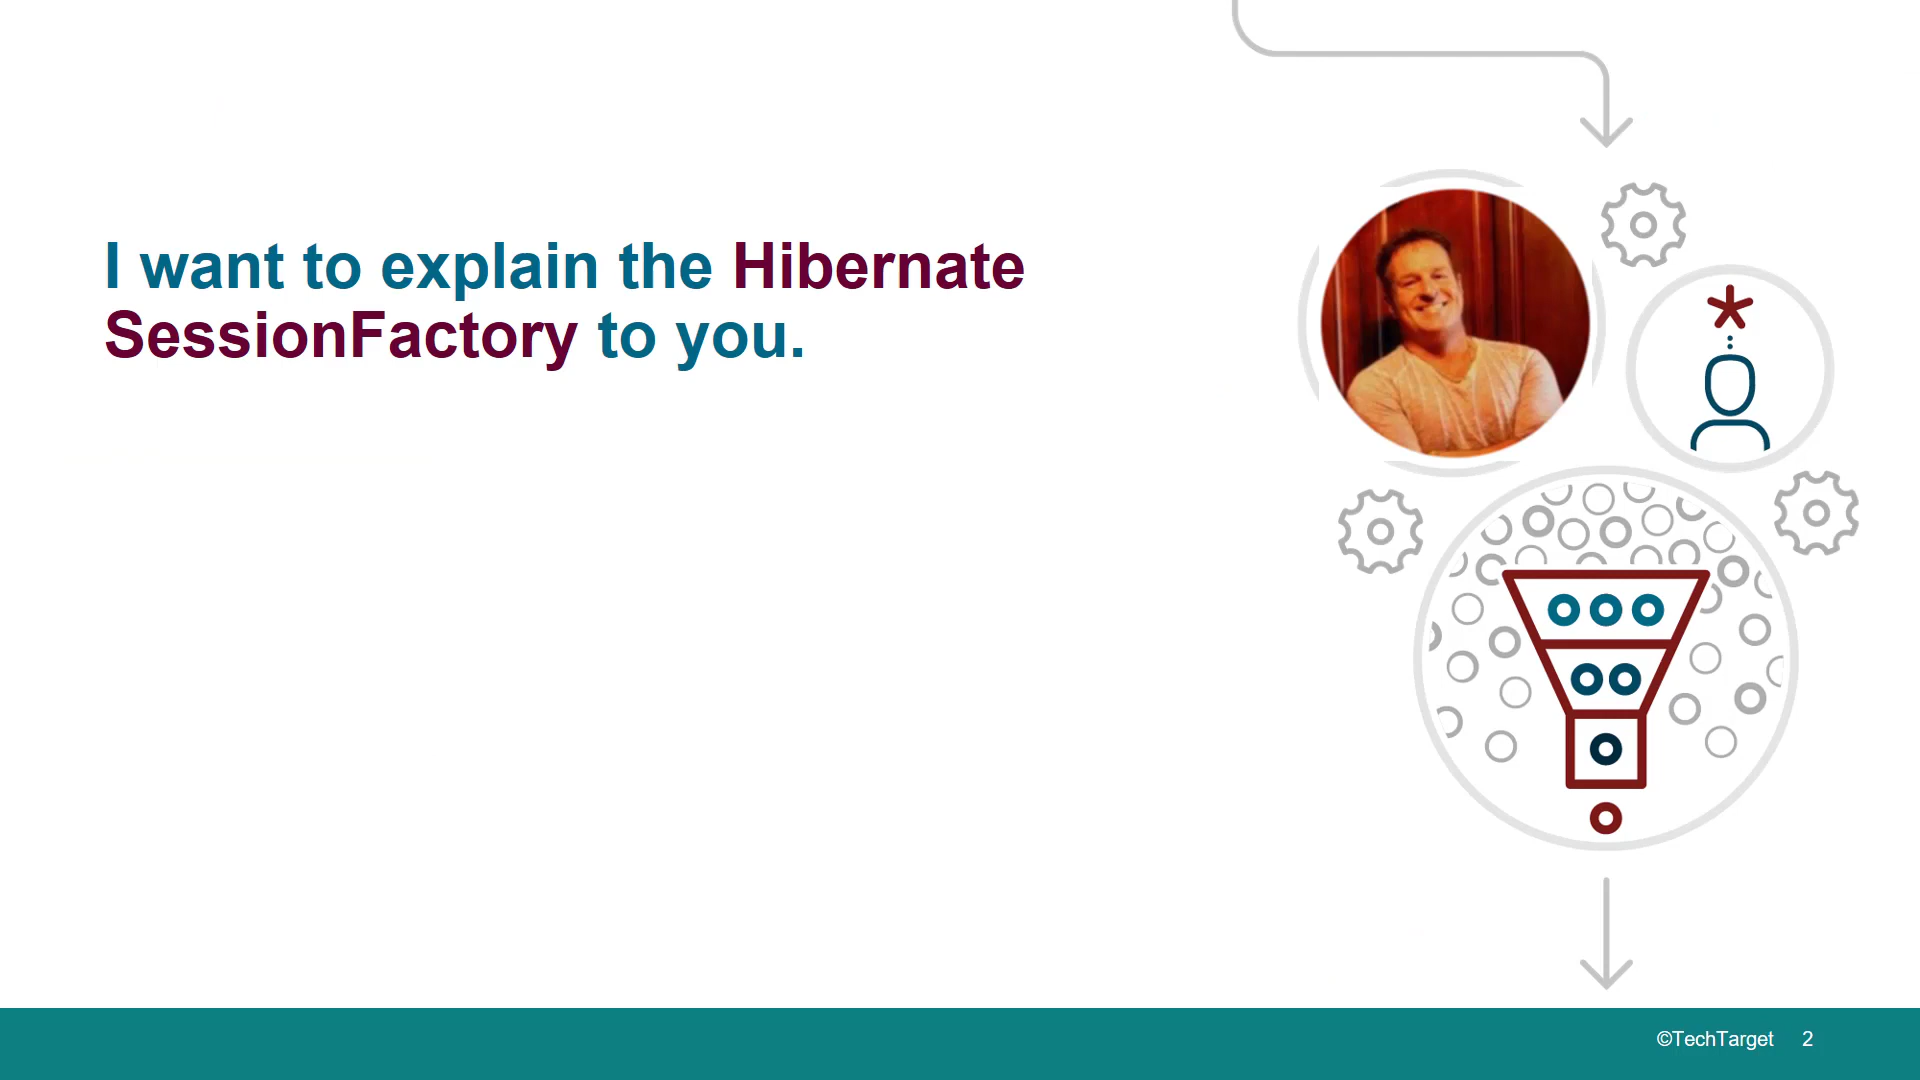 I want to explain the Hibernate
SessionFactory to you.
©TechTarget 2